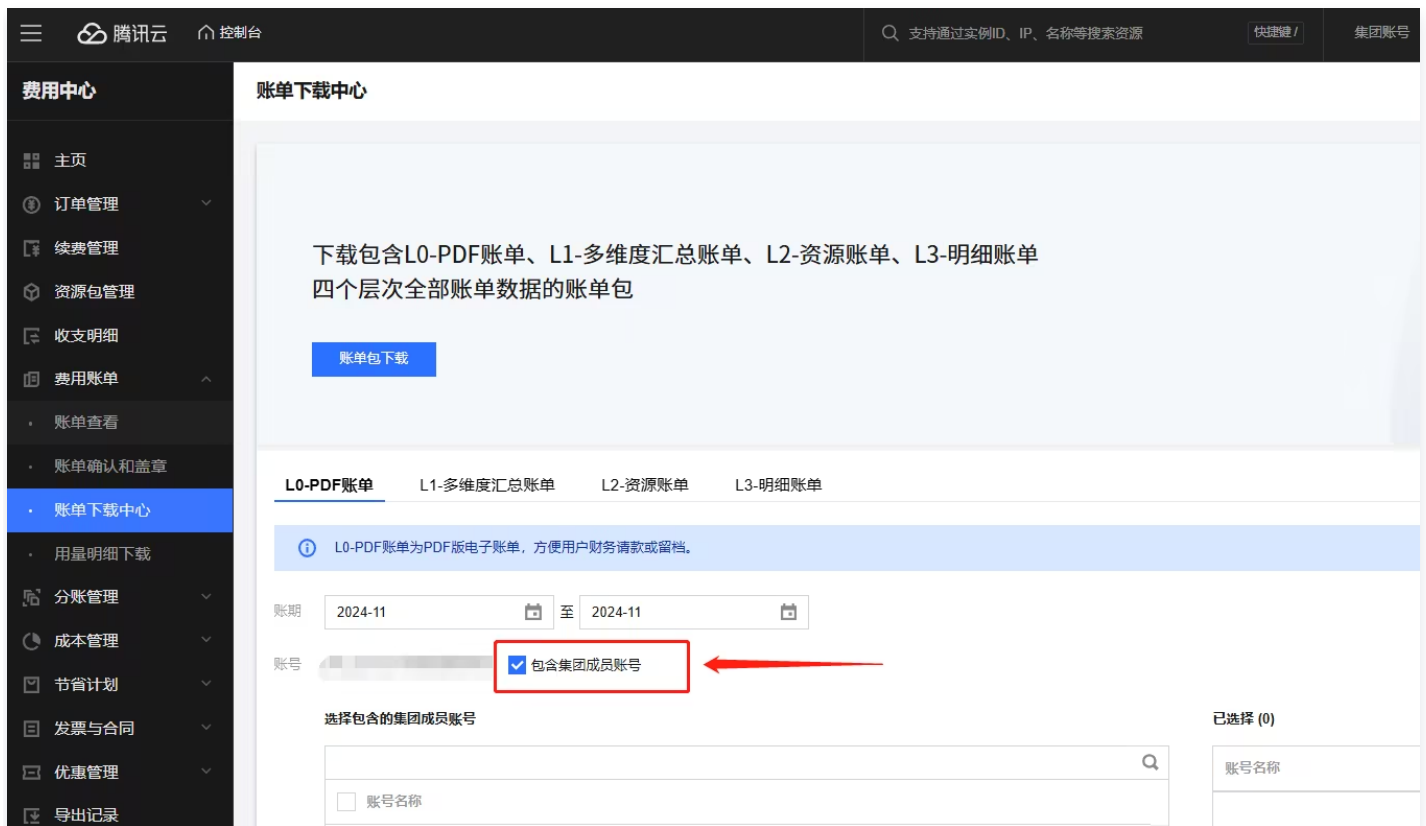 腾讯云
控制台
支持通过实例ID、IP、名称等搜索资源
快捷键 /
集团账号
费用中心
账单下载中心
主页
订单管理
续费管理
资源包管理
收支明细
费用账单
账单查看
账单确认和盖章
账单下载中心
用量明细下载
分账管理
成本管理
节省计划
发票与合同
优惠管理
导出记录
下载包含L0-PDF账单、L1-多维度汇总账单、L2-资源账单、L3-明细账单
四个层次全部账单数据的账单包
账单包下载
L0-PDF账单
L1-多维度汇总账单
L2-资源账单
L3-明细账单
L0-PDF账单为PDF版电子账单，方便用户财务请款或留档。
账期
2024-11
至
2024-11
账号
包含集团成员账号
选择包含的集团成员账号
已选择 (0)
账号名称
账号名称